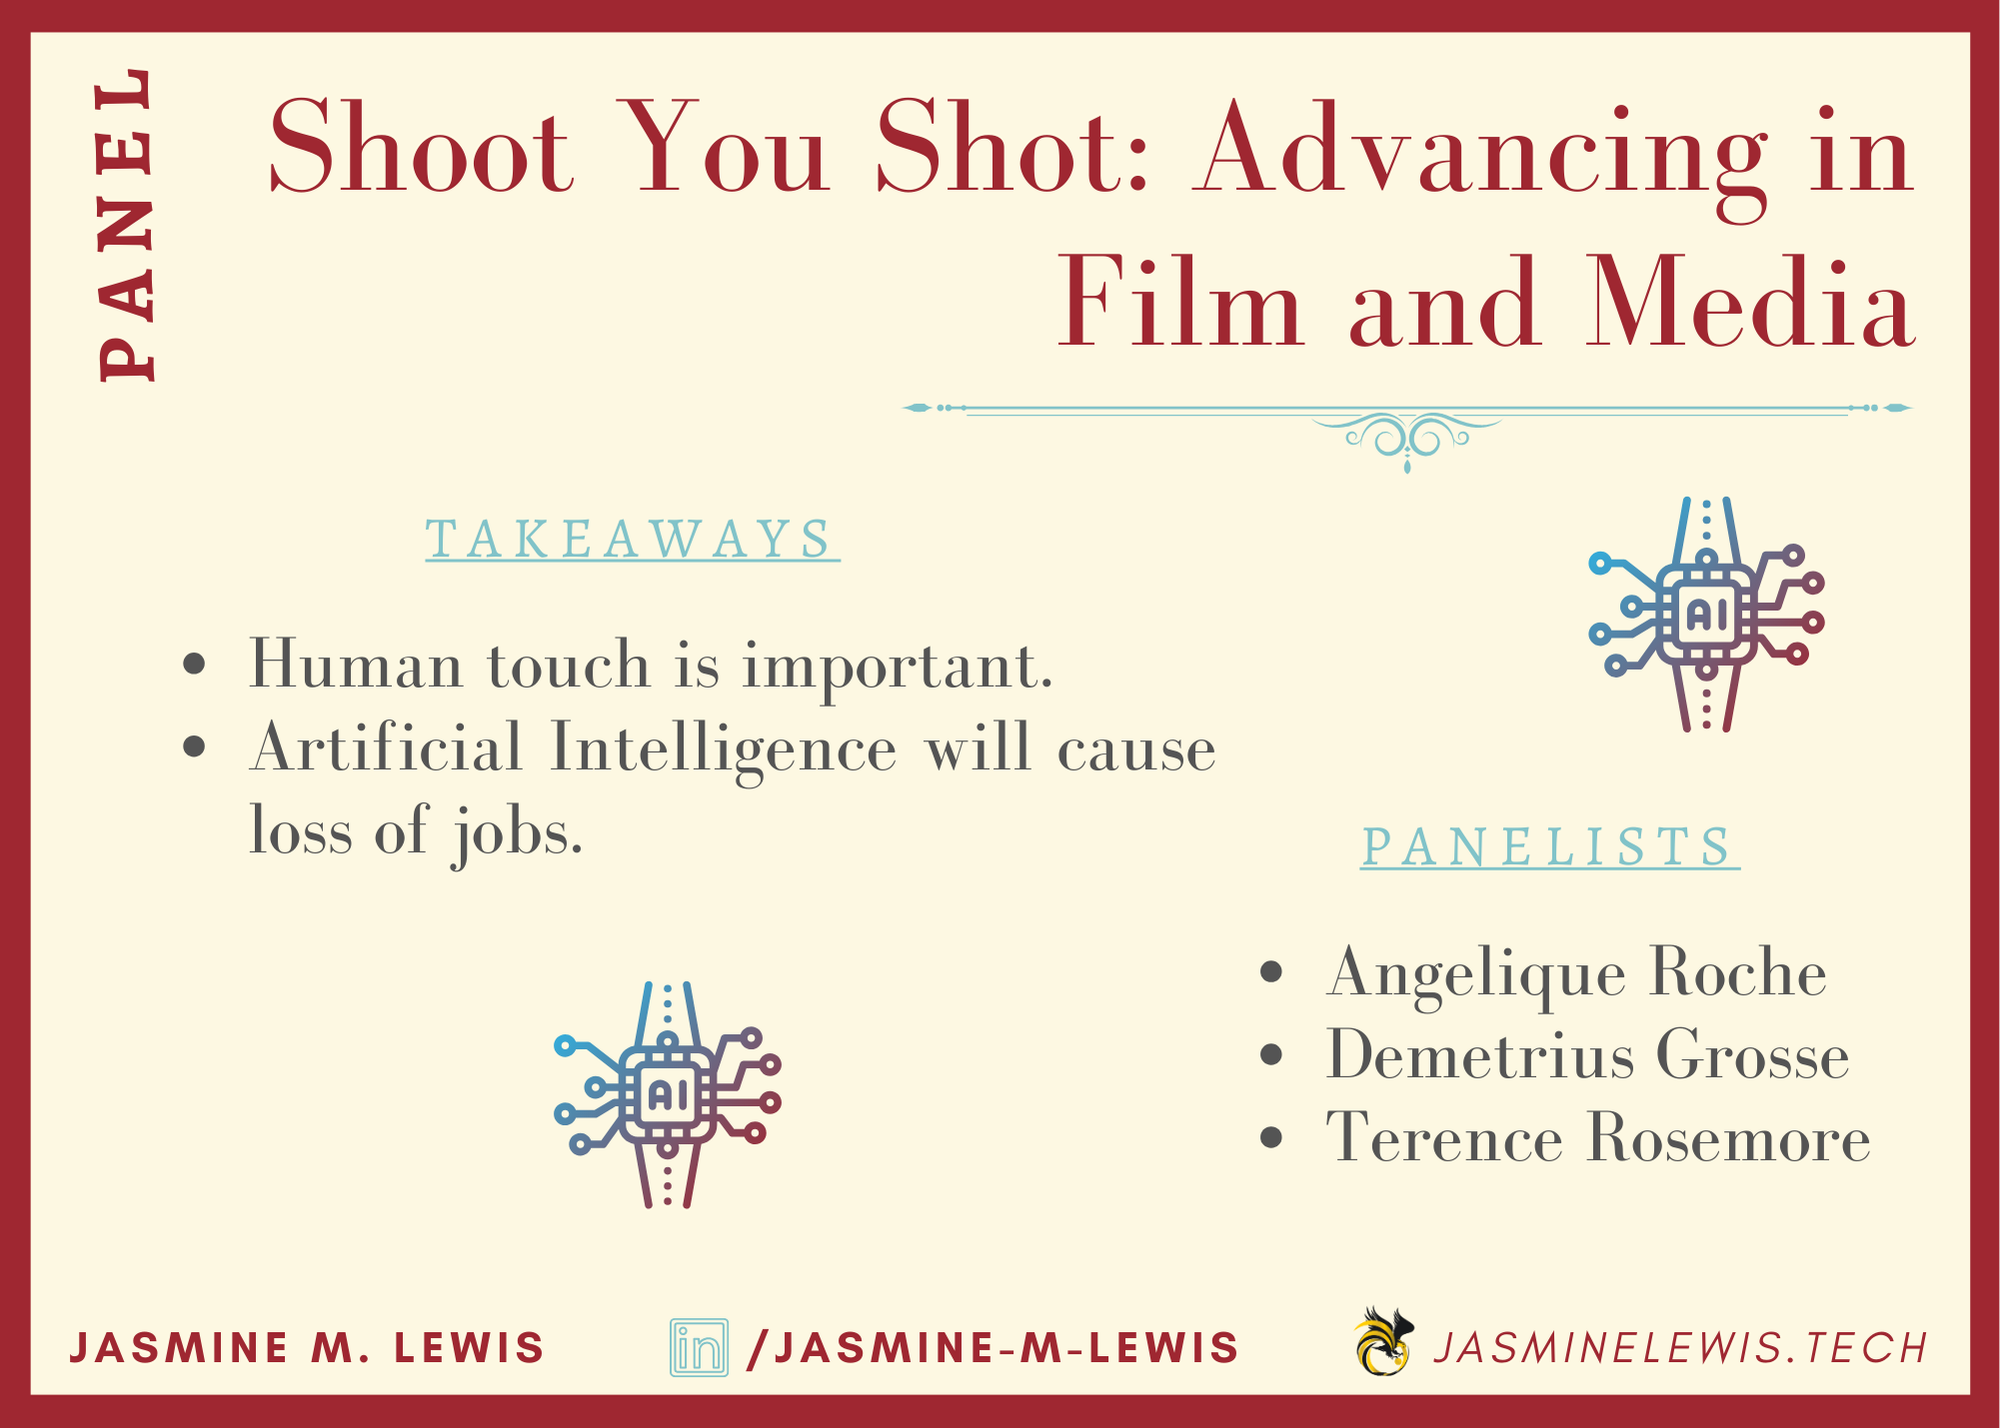 PANEL
Shoot You Shot: Advancing in
Film and Media
TAKEAWAYS
• Human touch is important.
• Artificial Intelligence will cause
loss of jobs.
AI
PANELISTS
• Angelique Roche
• Demetrius Grosse
• Terence Rosemore
AI
JASMINE M. LEWIS
in /JASMINE-M-LEWIS
JASMINELEWIS.TECH